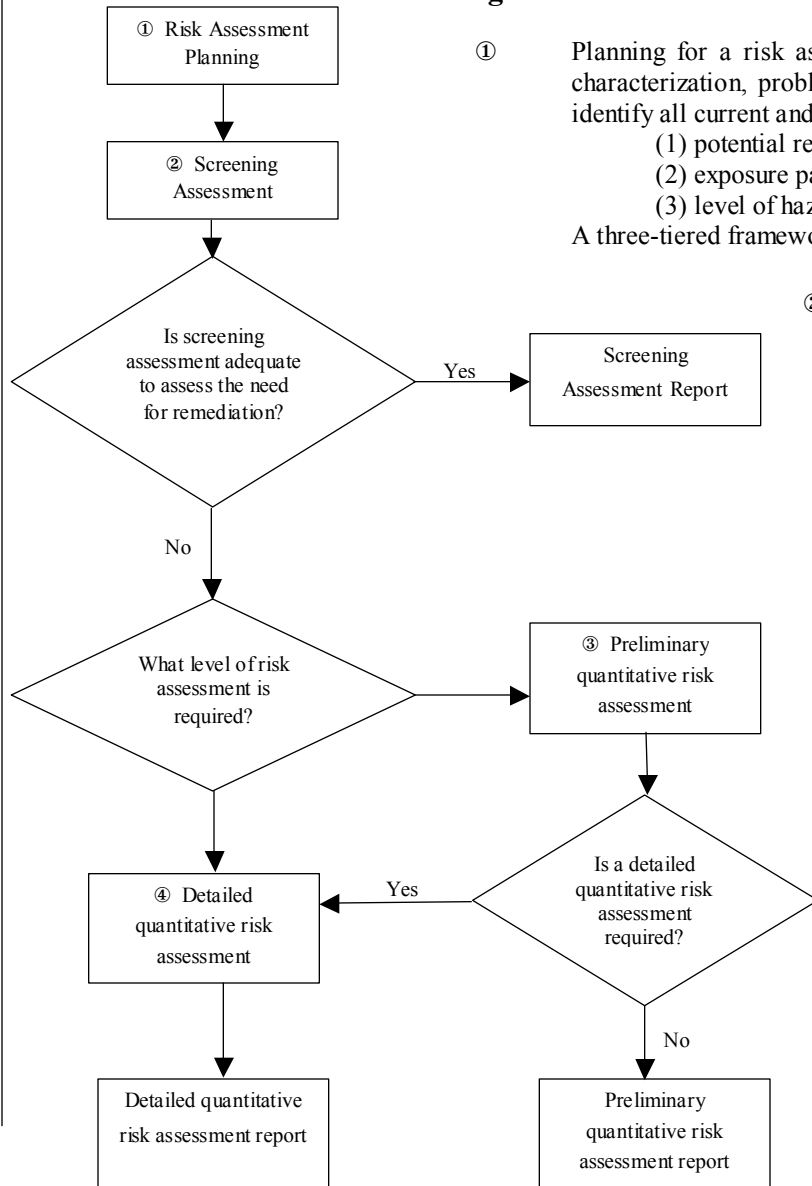 ① Risk Assessment
Planning
① Planning for a risk as
characterization, probl
identify all current and
(1) potential re
(2) exposure pa
(3) level of haz
A three-tiered framewo
②
② Screening
Assessment
Is screening
assessment adequate
to assess the need
for remediation?
Yes
Screening
Assessment Report
No
What level of risk
assessment is
required?
③ Preliminary
quantitative risk
assessment
Is a detailed
quantitative risk
assessment
required?
Yes
④ Detailed
quantitative risk
assessment
No
Detailed quantitative
risk assessment report
Preliminary
quantitative risk
assessment report